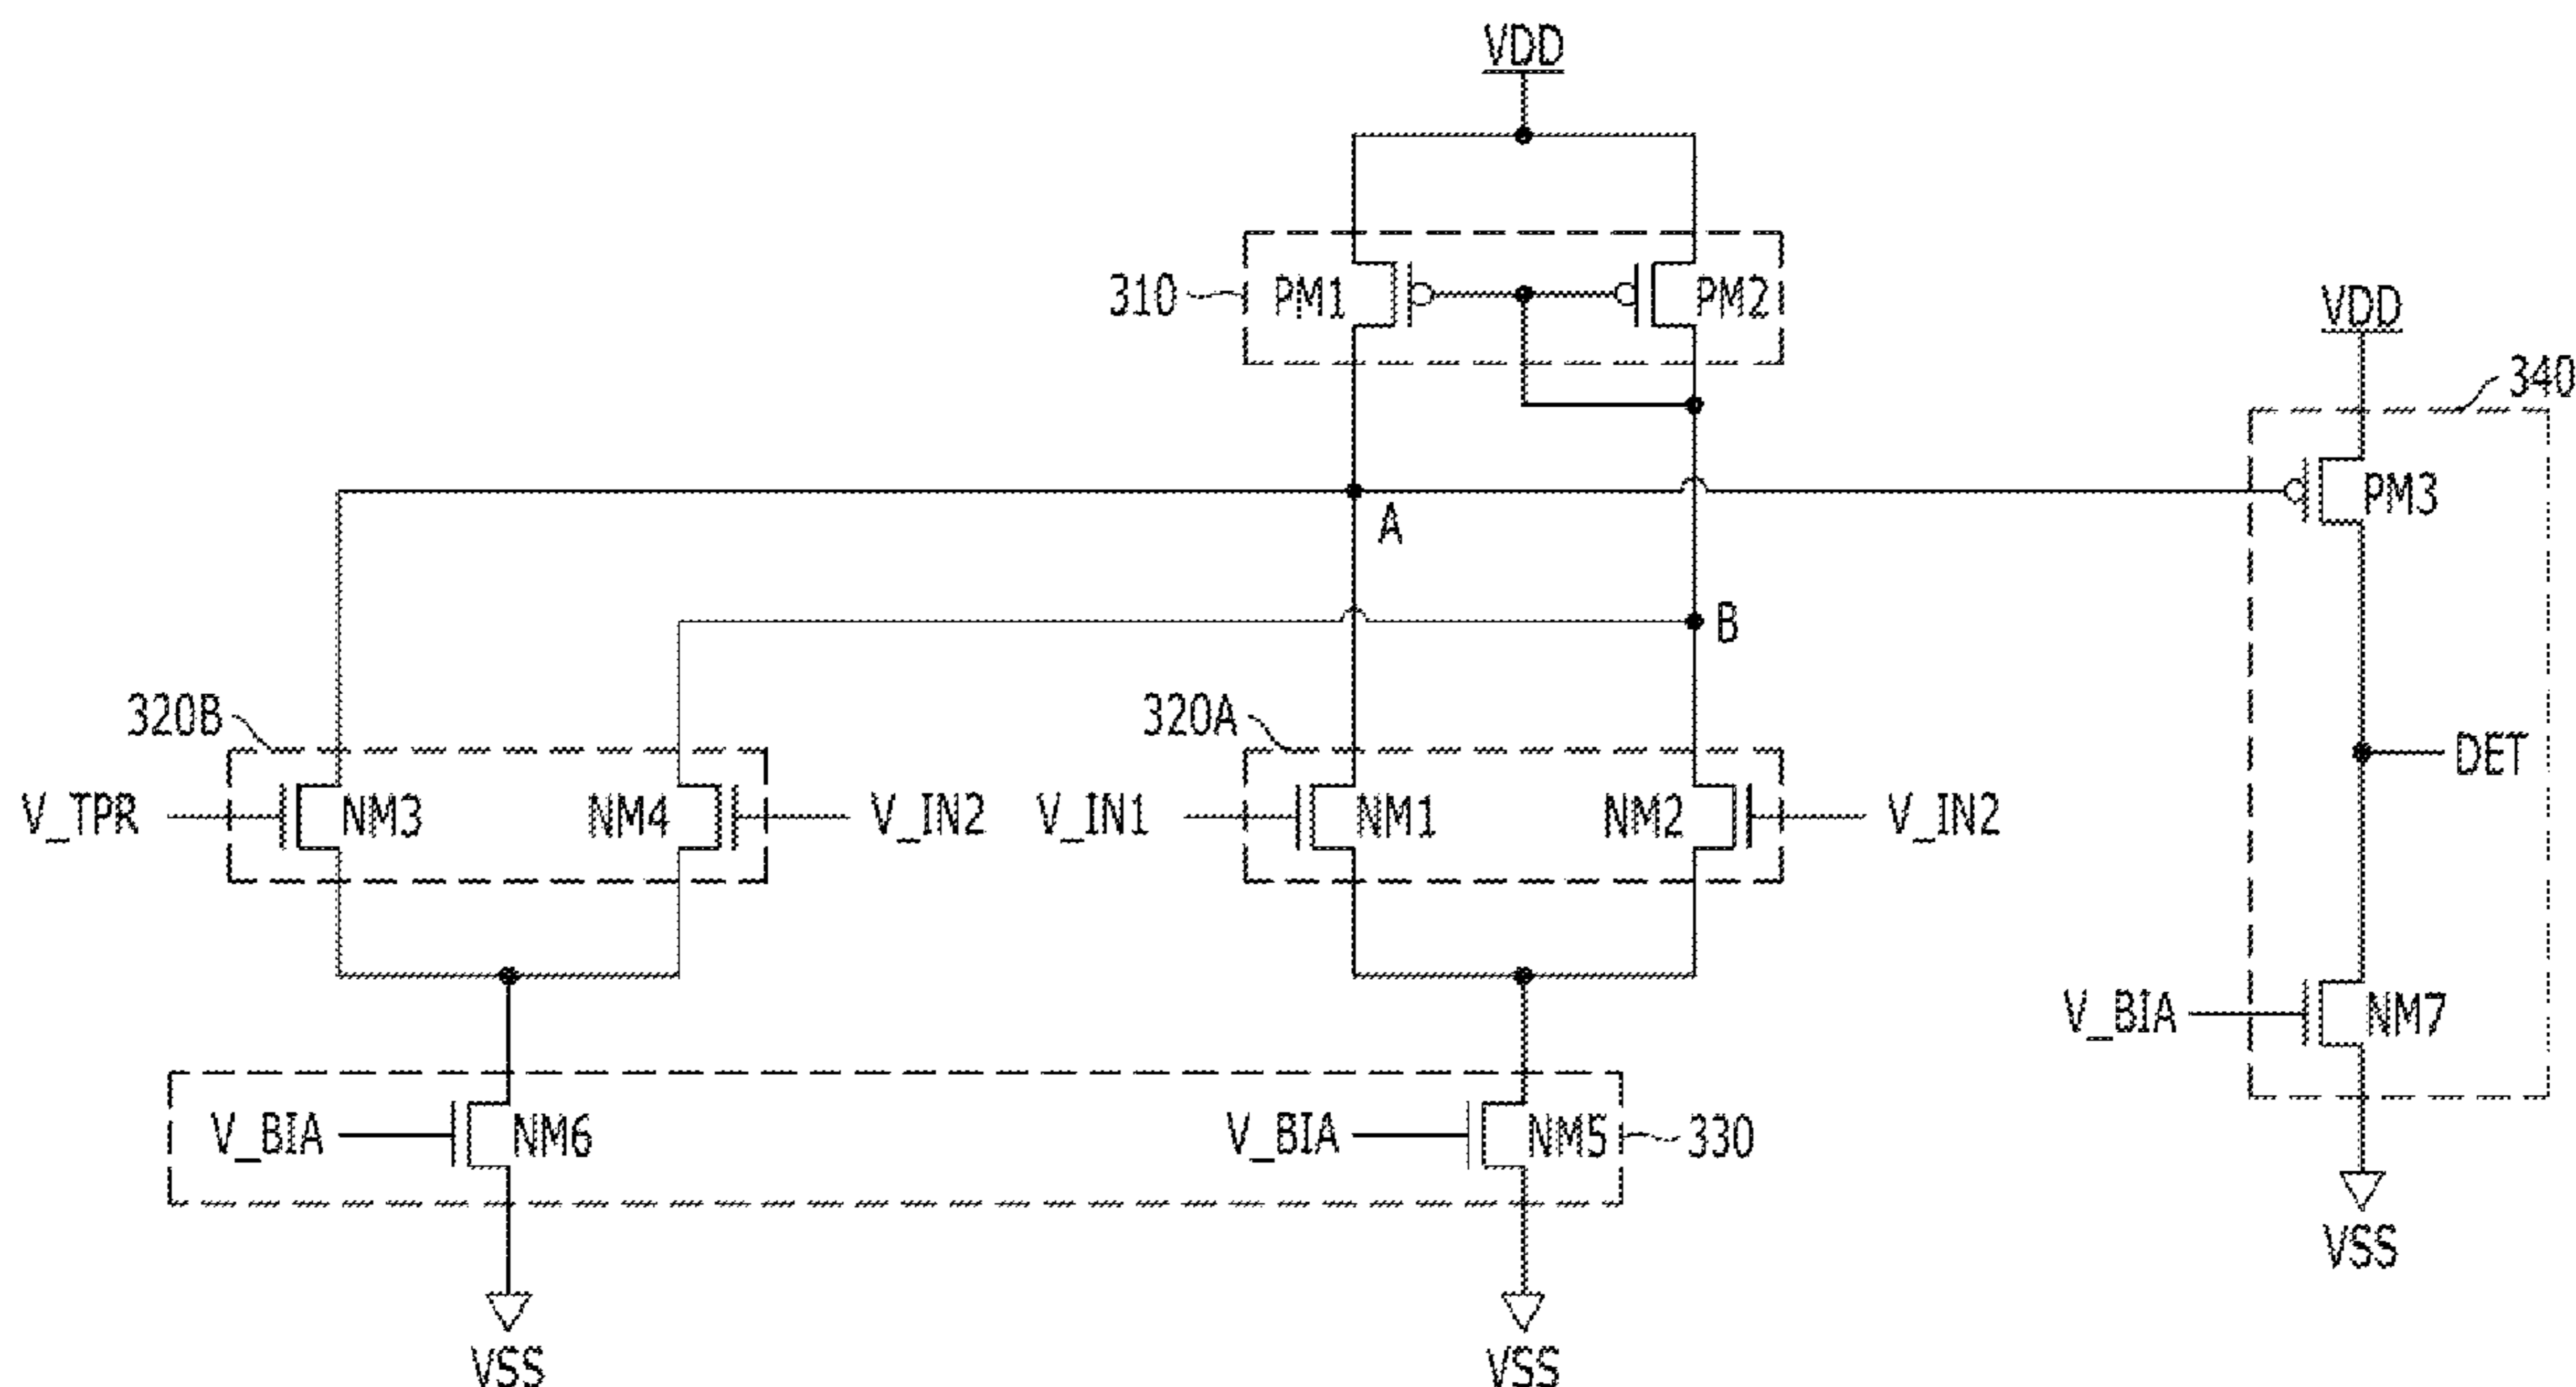 VDD
310
PM1
PM2
VDD
340
PM3
A
B
320B
320A
DET
V_TPR
NM3
NM4
V_IN2
V_IN1
NM1
NM2
V_IN2
V_BIA
NM7
V_BIA
NM6
V_BIA
NM5
330
VSS
VSS
VSS